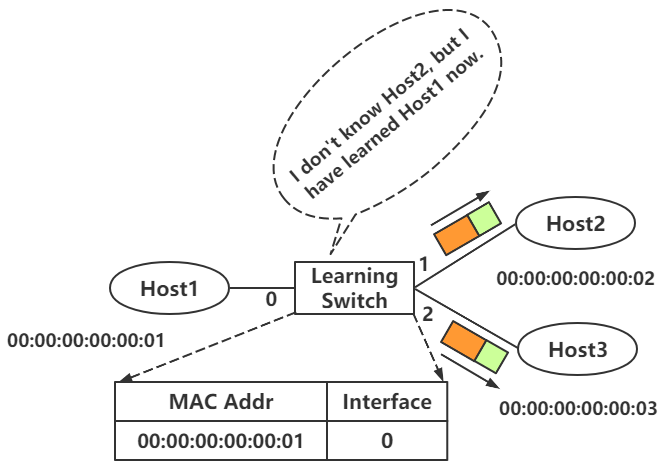 I don't know Host2, but I
have learned Host1 now.
Host2
1
Learning
Switch
Host1
0
00:00:00:00:00:02
2
00:00:00:00:00:01
Host3
MAC Addr
Interface
00:00:00:00:00:03
00:00:00:00:00:01
0